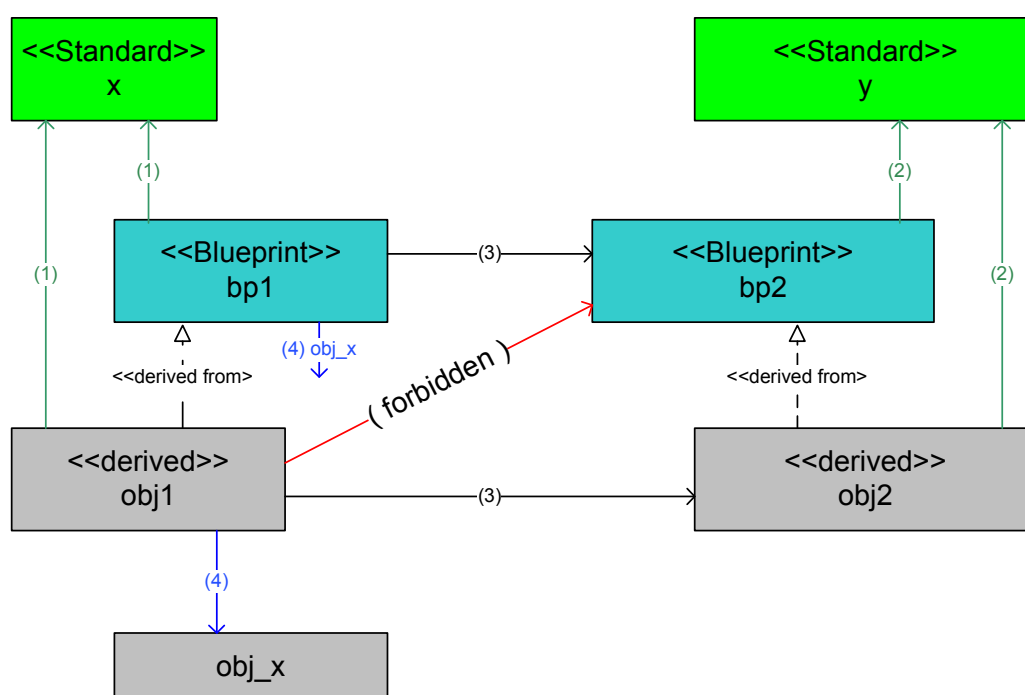 <<Standard>>
x
<<Standard>>
y
(1)
(2)
<<Blueprint>>
bp1
(3)
<<Blueprint>>
bp2
(1)
(2)
(4) obj_x
( forbidden )
<<derived from>
<<derived from>
<<derived>>
obj1
(3)
<<derived>>
obj2
(4)
obj_x